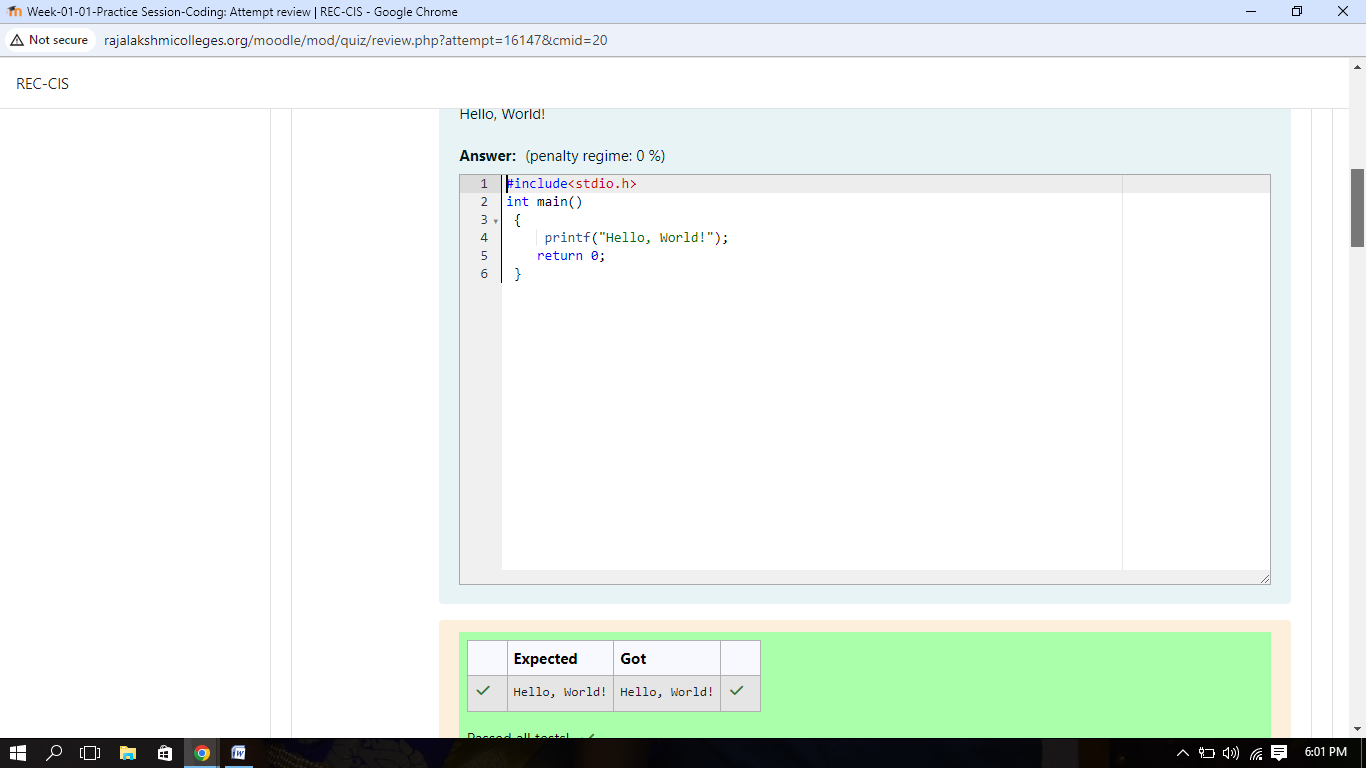 Week-01-01-Practice Session-Coding: Attempt review | REC-CIS - Google Chrome
Not secure rajalakshmicolleges.org/moodle/mod/quiz/review.php?attempt=16147&cmid=20
REC-CIS
Hello, World!
Answer: (penalty regime: 0 %)
1 #include<stdio.h>
2 int main()
3 {
4 printf("Hello, World!");
5 return 0;
6 }
Expected Got
Hello, World! Hello, World!
Passed all tests!
6:01 PM